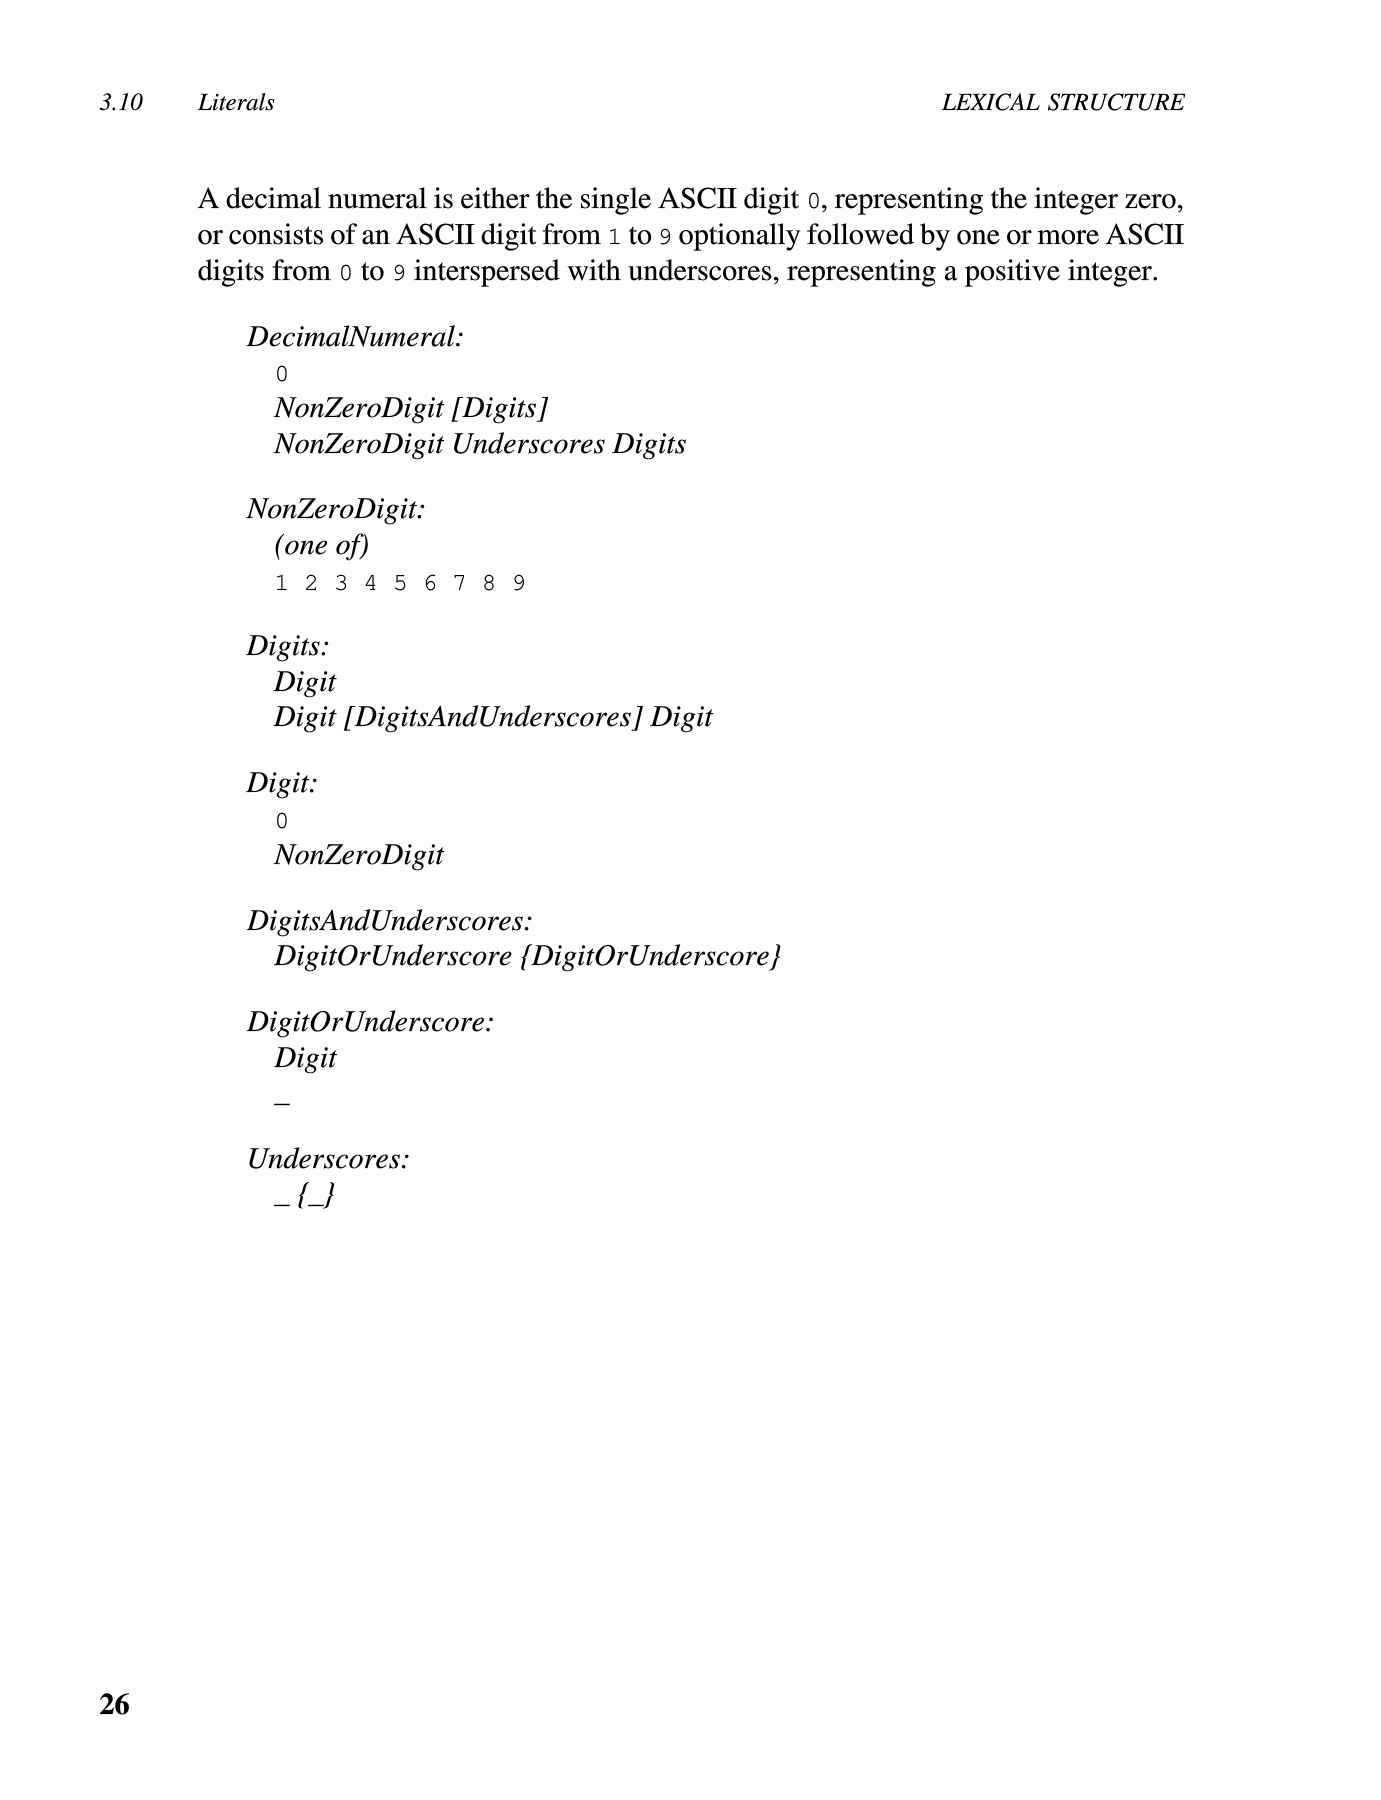 3.10 Literals LEXICAL STRUCTURE
A decimal numeral is either the single ASCII digit 0, representing the integer zero,
or consists of an ASCII digit from 1 to 9 optionally followed by one or more ASCII
digits from 0 to 9 interspersed with underscores, representing a positive integer.
DecimalNumeral:
0
NonZeroDigit [Digits]
NonZeroDigit Underscores Digits
NonZeroDigit:
(one of)
1 2 3 4 5 6 7 8 9
Digits:
Digit
Digit [DigitsAndUnderscores] Digit
Digit:
0
NonZeroDigit
DigitsAndUnderscores:
DigitOrUnderscore {DigitOrUnderscore}
DigitOrUnderscore:
Digit
_
Underscores:
_ {_}
26